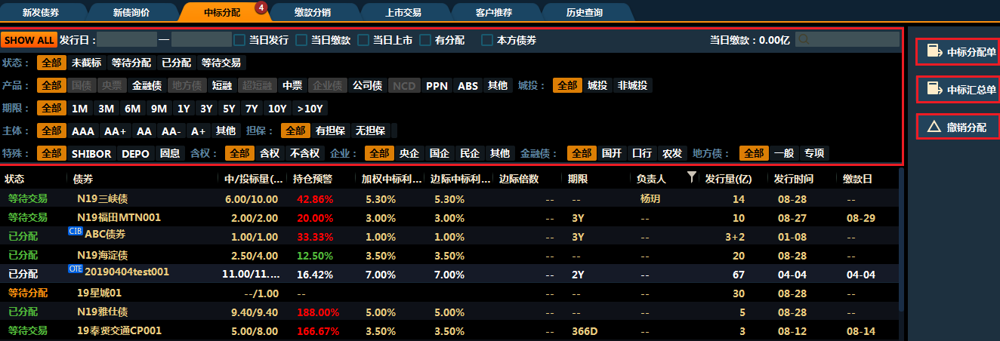 新发债券 新债询价 中标分配 4 缴款分销 上市交易 客户推荐 历史查询
SHOW ALL 发行日: — 当日发行 当日缴款 当日上市 有分配 本方债券 当日缴款: 0.00亿
状态: 全部 未截标 等待分配 已分配 等待交易
产品: 全部 国债 央票 金融债 地方债 短融 超短融 中票 企业债 公司债 NCD PPN ABS 其他 城投: 全部 城投 非城投
期限: 全部 1M 3M 6M 9M 1Y 3Y 5Y 7Y 10Y >10Y
主体: 全部 AAA AA+ AA AA- A+ 其他 担保: 全部 有担保 无担保
特殊: 全部 SHIBOR DEPO 固息 含权: 全部 含权 不含权 企业: 全部 央企 国企 民企 其他 金融债: 全部 国开 口行 农发 地方债: 全部 一般 专项
中标分配单
中标汇总单
撤销分配
状态 债券 中/投标量(... 持仓预警 加权中标利... 边际中标利... 边际倍数 期限 负责人 发行量(亿) 发行时间 缴款日
等待交易 N19三峡债 6.00/10.00 42.86% 5.30% 5.30% -- -- 杨玥 14 08-28 --
等待交易 N19福田MTN001 2.00/2.00 20.00% 3.00% 3.00% -- 3Y -- 10 08-27 08-29
已分配 CIB ABC债券 1.00/1.00 33.33% 1.00% 1.00% -- 3Y -- 3+2 01-08 --
已分配 N19海淀债 2.50/4.00 12.50% 3.50% 3.50% -- -- -- 20 08-28 --
已分配 OTE 20190404test001 11.00/11.... 16.42% 7.00% 7.00% -- 2Y -- 67 04-04 04-04
等待分配 19星城01 --/1.00 -- -- -- -- 30 08-28 --
已分配 N19雅仕债 9.40/9.40 188.00% 5.00% 5.00% -- -- -- 5 08-28 --
等待交易 19奉贤交通CP001 5.00/8.00 166.67% 3.50% 3.50% -- 366D -- 3 08-12 08-14